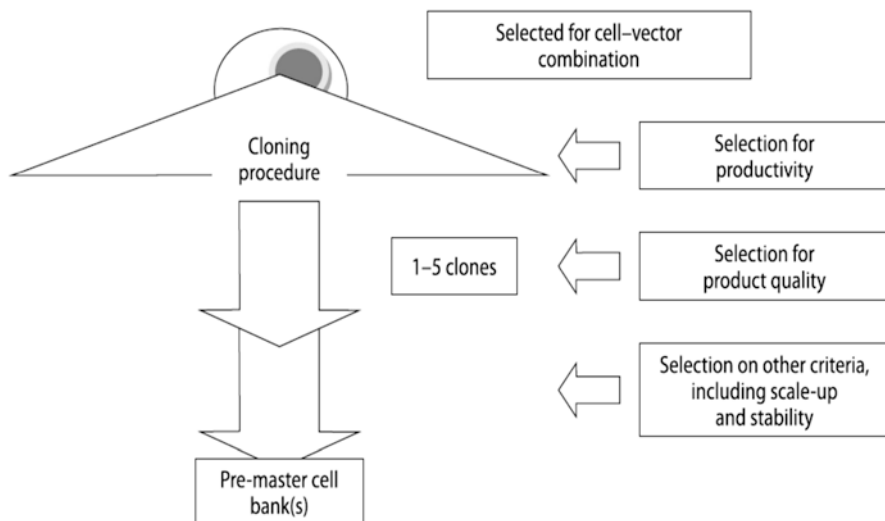 Selected for cell–vector
combination
Cloning
procedure
Selection for
productivity
1–5 clones
Selection for
product quality
Selection on other criteria,
including scale-up
and stability
Pre-master cell
bank(s)